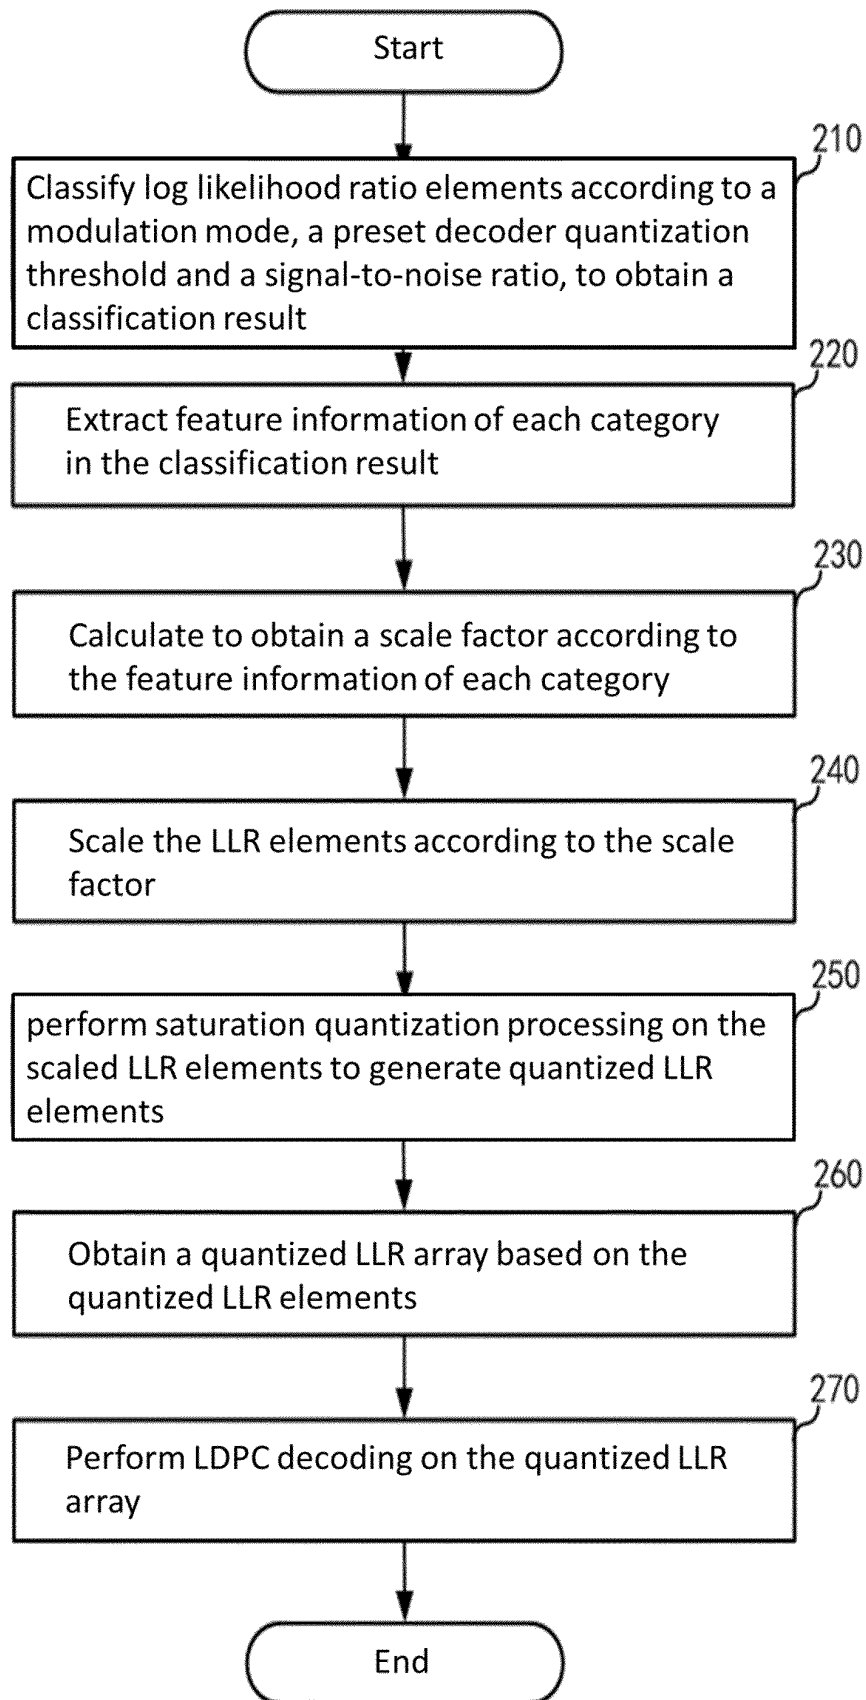 Start
210
Classify log likelihood ratio elements according to a
modulation mode, a preset decoder quantization
threshold and a signal-to-noise ratio, to obtain a
classification result
220
Extract feature information of each category
in the classification result
230
Calculate to obtain a scale factor according to
the feature information of each category
240
Scale the LLR elements according to the scale
factor
250
perform saturation quantization processing on the
scaled LLR elements to generate quantized LLR
elements
260
Obtain a quantized LLR array based on the
quantized LLR elements
270
Perform LDPC decoding on the quantized LLR
array
End